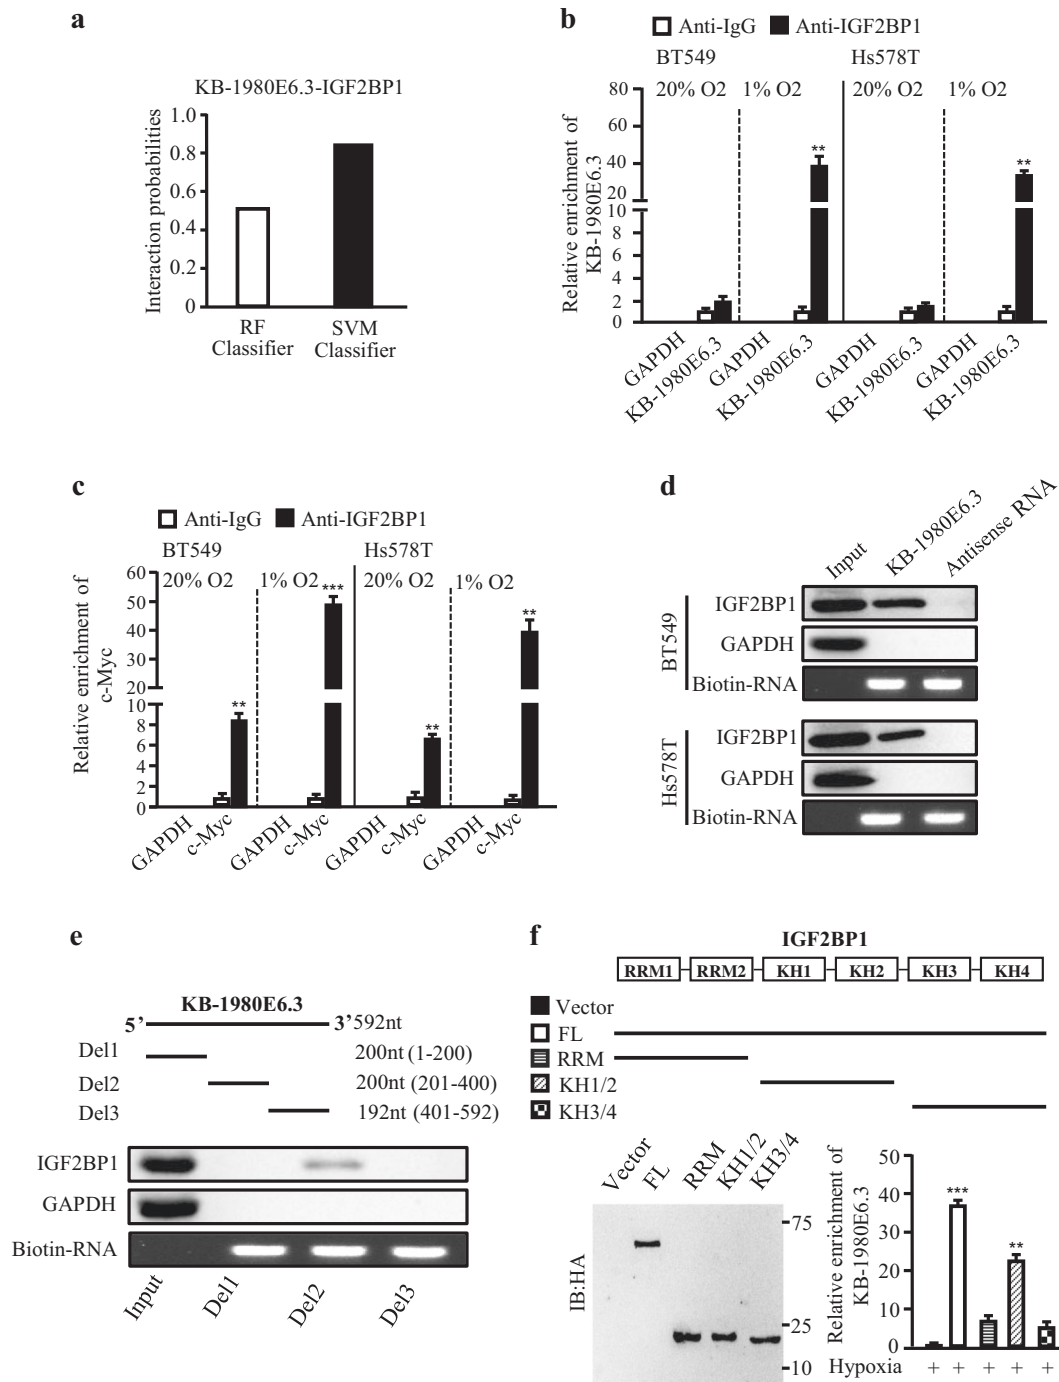 a
KB-1980E6.3-IGF2BP1
Interaction probabilities
1.0
0.8
0.6
0.4
0.2
0
RF
Classifier
SVM
Classifier
b
Anti-IgG Anti-IGF2BP1
BT549 Hs578T
20% O2 1% O2 20% O2 1% O2
Relative enrichment of
KB-1980E6.3
80
60
40
20
10
8
6
4
2
0
GAPDH KB-1980E6.3 GAPDH KB-1980E6.3 GAPDH KB-1980E6.3 GAPDH KB-1980E6.3
** **
c
Anti-IgG Anti-IGF2BP1
BT549 Hs578T
20% O2 1% O2 20% O2 1% O2
Relative enrichment of
c-Myc
60
50
40
30
20
10
8
6
4
2
0
** *** ** **
GAPDH c-Myc GAPDH c-Myc GAPDH c-Myc GAPDH c-Myc
d
Input KB-1980E6.3 Antisense RNA
BT549
IGF2BP1
GAPDH
Biotin-RNA
Hs578T
IGF2BP1
GAPDH
Biotin-RNA
e
KB-1980E6.3
5’ 3’ 592nt
Del1 200nt (1-200)
Del2 200nt (201-400)
Del3 192nt (401-592)
IGF2BP1
GAPDH
Biotin-RNA
Input Del1 Del2 Del3
f
IGF2BP1
RRM1 RRM2 KH1 KH2 KH3 KH4
Vector
FL
RRM
KH1/2
KH3/4
Vector FL RRM KH1/2 KH3/4
IB:HA
75
25
10
Relative enrichment of
KB-1980E6.3
50
40
30
20
10
0
*** **
Hypoxia + + + + +